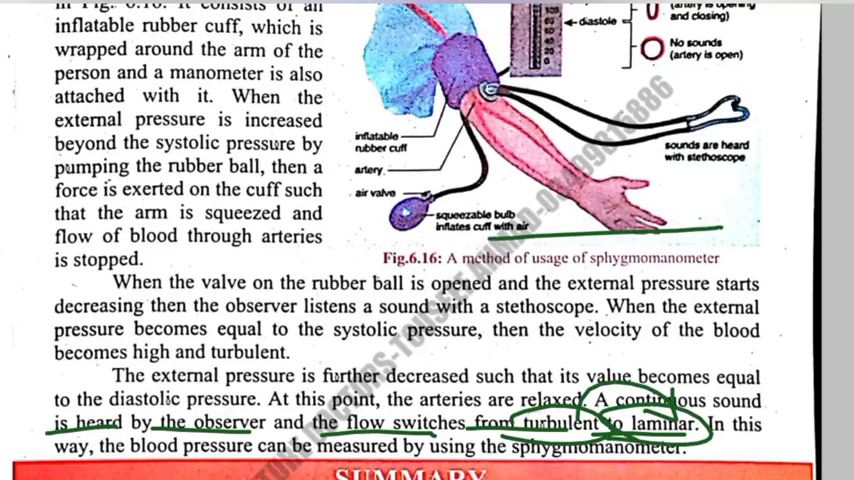 in Fig. 6.16. It consists of an
inflatable rubber cuff, which is
wrapped around the arm of the
person and a manometer is also
attached with it. When the
external pressure is increased
beyond the systolic pressure by
pumping the rubber ball, then a
force is exerted on the cuff such
that the arm is squeezed and
flow of blood through arteries
is stopped.
diastole
and closing)
No sounds
(artery is open)
inflatable
rubber cuff
artery
air valve
squeezable bulb
inflates cuff with air
sounds are heard
with stethoscope
Fig.6.16: A method of usage of sphygmomanometer
When the valve on the rubber ball is opened and the external pressure starts
decreasing then the observer listens a sound with a stethoscope. When the external
pressure becomes equal to the systolic pressure, then the velocity of the blood
becomes high and turbulent.
The external pressure is further decreased such that its value becomes equal
to the diastolic pressure. At this point, the arteries are relaxed. A continuous sound
is heard by the observer and the flow switches from turbulent to laminar. In this
way, the blood pressure can be measured by using the sphygmomanometer.
SUMMARY